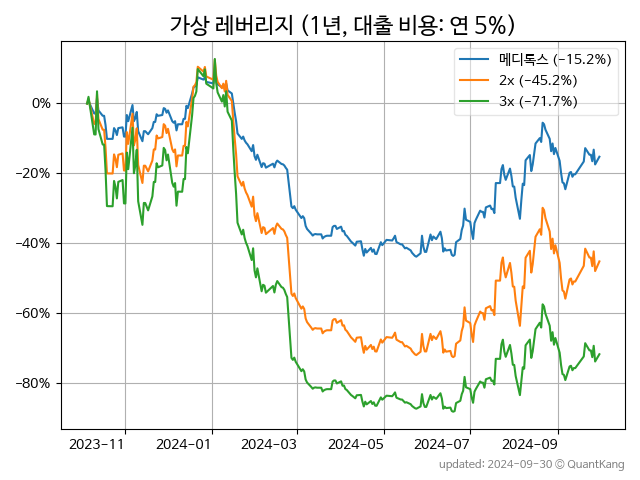 가상 레버리지 (1년, 대출 비용: 연 5%)
메디톡스 (−15.2%)
2x (−45.2%)
3x (−71.7%)
0%
−20%
−40%
−60%
−80%
2023−11 2024−01 2024−03 2024−05 2024−07 2024−09
updated: 2024−09−30 © QuantKang